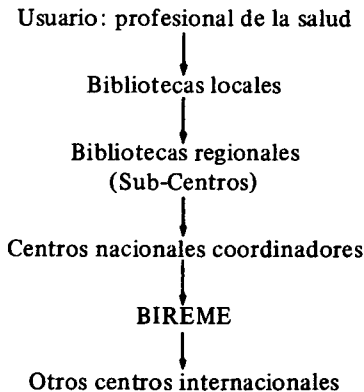 Usuario: profesional de la salud
Bibliotecas locales
Bibliotecas regionales
(Sub-Centros)
Centros nacionales coordinadores
BIREME
Otros centros internacionales